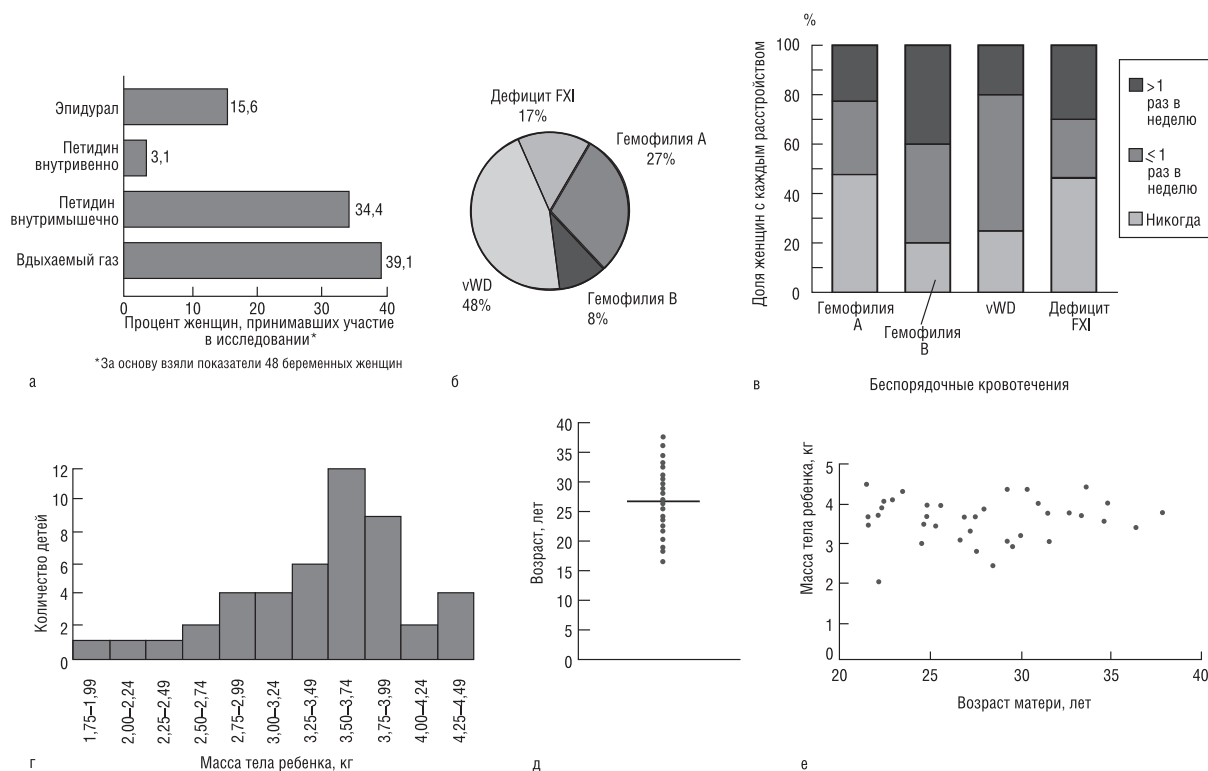 Эпидурал
15,6
Петидин
внутривенно
3,1
Петидин
внутримышечно
34,4
Вдыхаемый газ
39,1
0
10
20
30
40
Процент женщин, принимавших участие
в исследовании*
*За основу взяли показатели 48 беременных женщин
а
Дефицит FXI
17%
Гемофилия A
27%
vWD
48%
Гемофилия B
8%
б
%
Доля женщин с каждым расстройством
100
80
60
40
20
0
Гемофилия
A
Гемофилия
B
vWD
Дефицит
FXI
>1
раз в
неделю
≤ 1
раз в
неделю
Никогда
в
Беспорядочные кровотечения
Количество детей
12
10
8
6
4
2
0
1,75–1,99
2,00–2,24
2,25–2,49
2,50–2,74
2,75–2,99
3,00–3,24
3,25–3,49
3,50–3,74
3,75–3,99
4,00–4,24
4,25–4,49
г
Масса тела ребенка, кг
Возраст, лет
40
35
30
25
20
15
10
5
0
д
Масса тела ребенка, кг
5
4
3
2
1
0
20
25
30
35
40
Возраст матери, лет
е